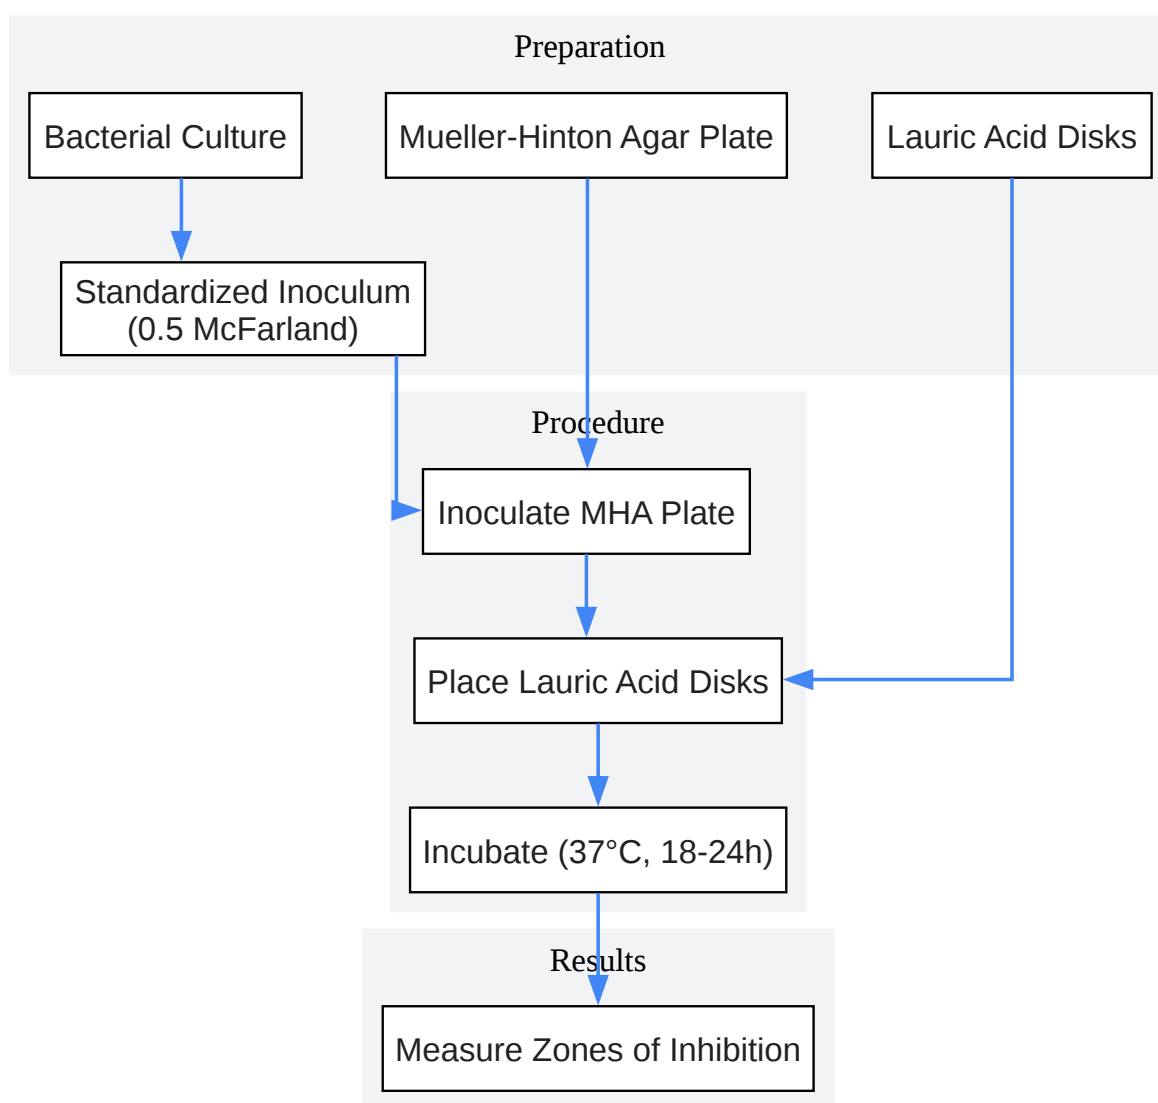 Preparation
Bacterial Culture
Mueller-Hinton Agar Plate
Lauric Acid Disks
Standardized Inoculum
(0.5 McFarland)
Procedure
Inoculate MHA Plate
Place Lauric Acid Disks
Incubate (37°C, 18-24h)
Results
Measure Zones of Inhibition